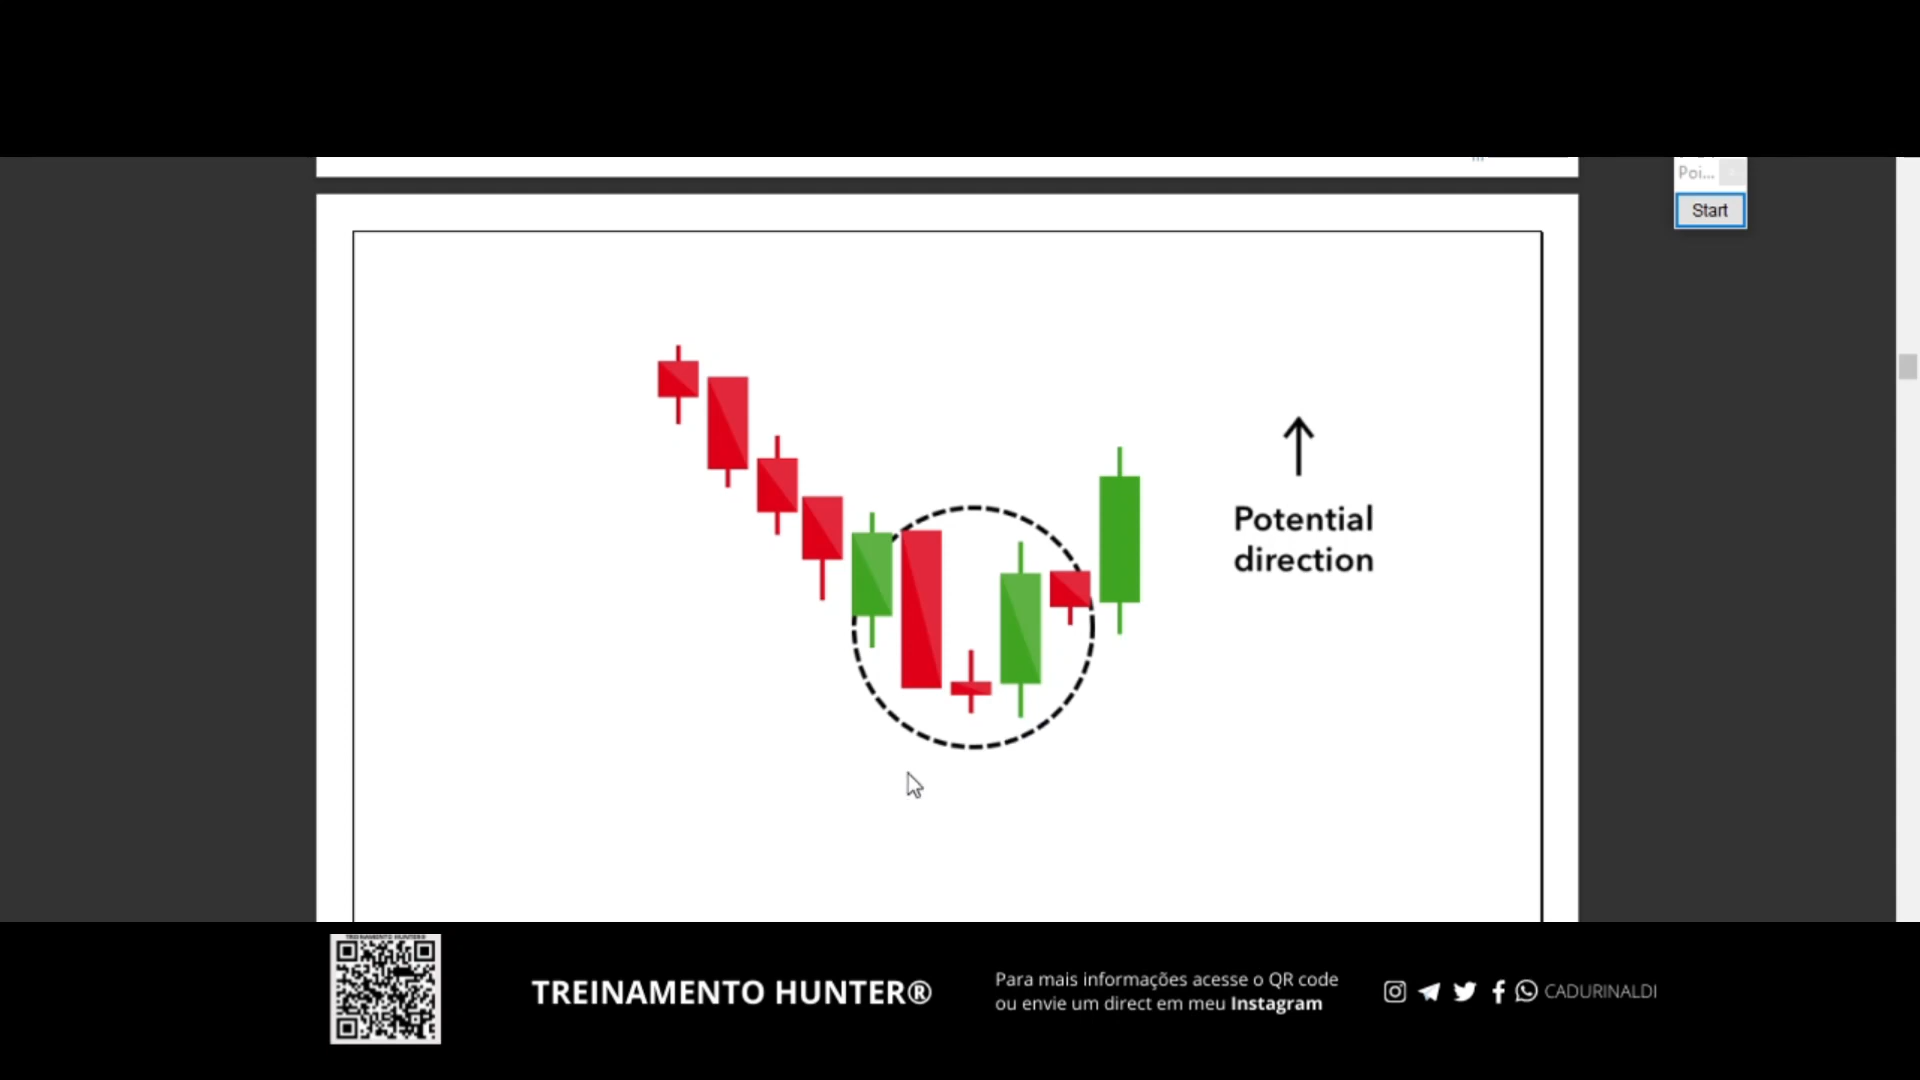 Poi...
Start
Potential
direction
TREINAMENTO HUNTER®
Para mais informações acesse o QR code
ou envie um direct em meu Instagram
CADURINALDI